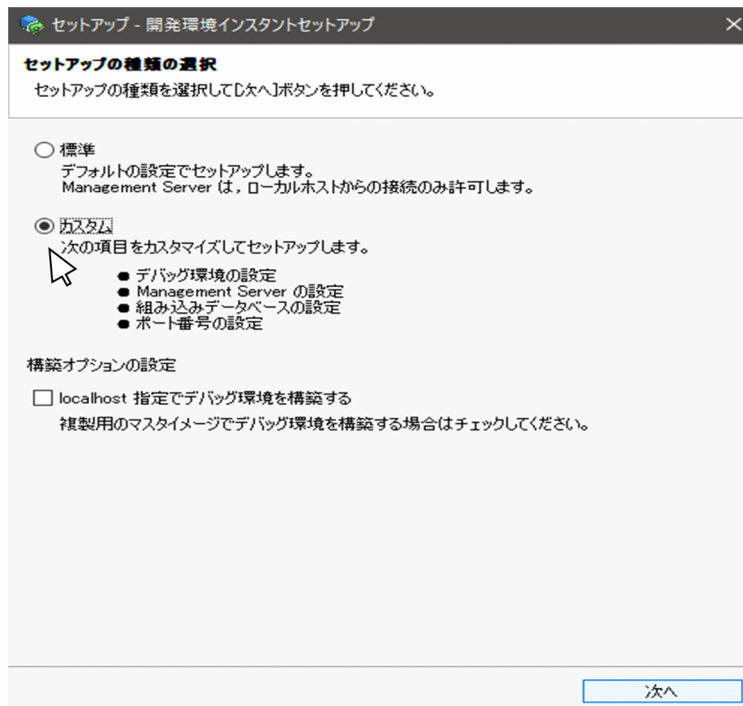 セットアップ - 開発環境インスタントセットアップ
セットアップの種類の選択
セットアップの種類を選択して[次へ]ボタンを押してください。
標準
デフォルトの設定でセットアップします。
Management Server は, ローカルホストからの接続のみ許可します。
カスタム
次の項目をカスタマイズしてセットアップします。
● デバッグ環境の設定
● Management Server の設定
● 組み込みデータベースの設定
● ポート番号の設定
構築オプションの設定
localhost 指定でデバッグ環境を構築する
複製用のマスタイメージでデバッグ環境を構築する場合はチェックしてください。
次へ